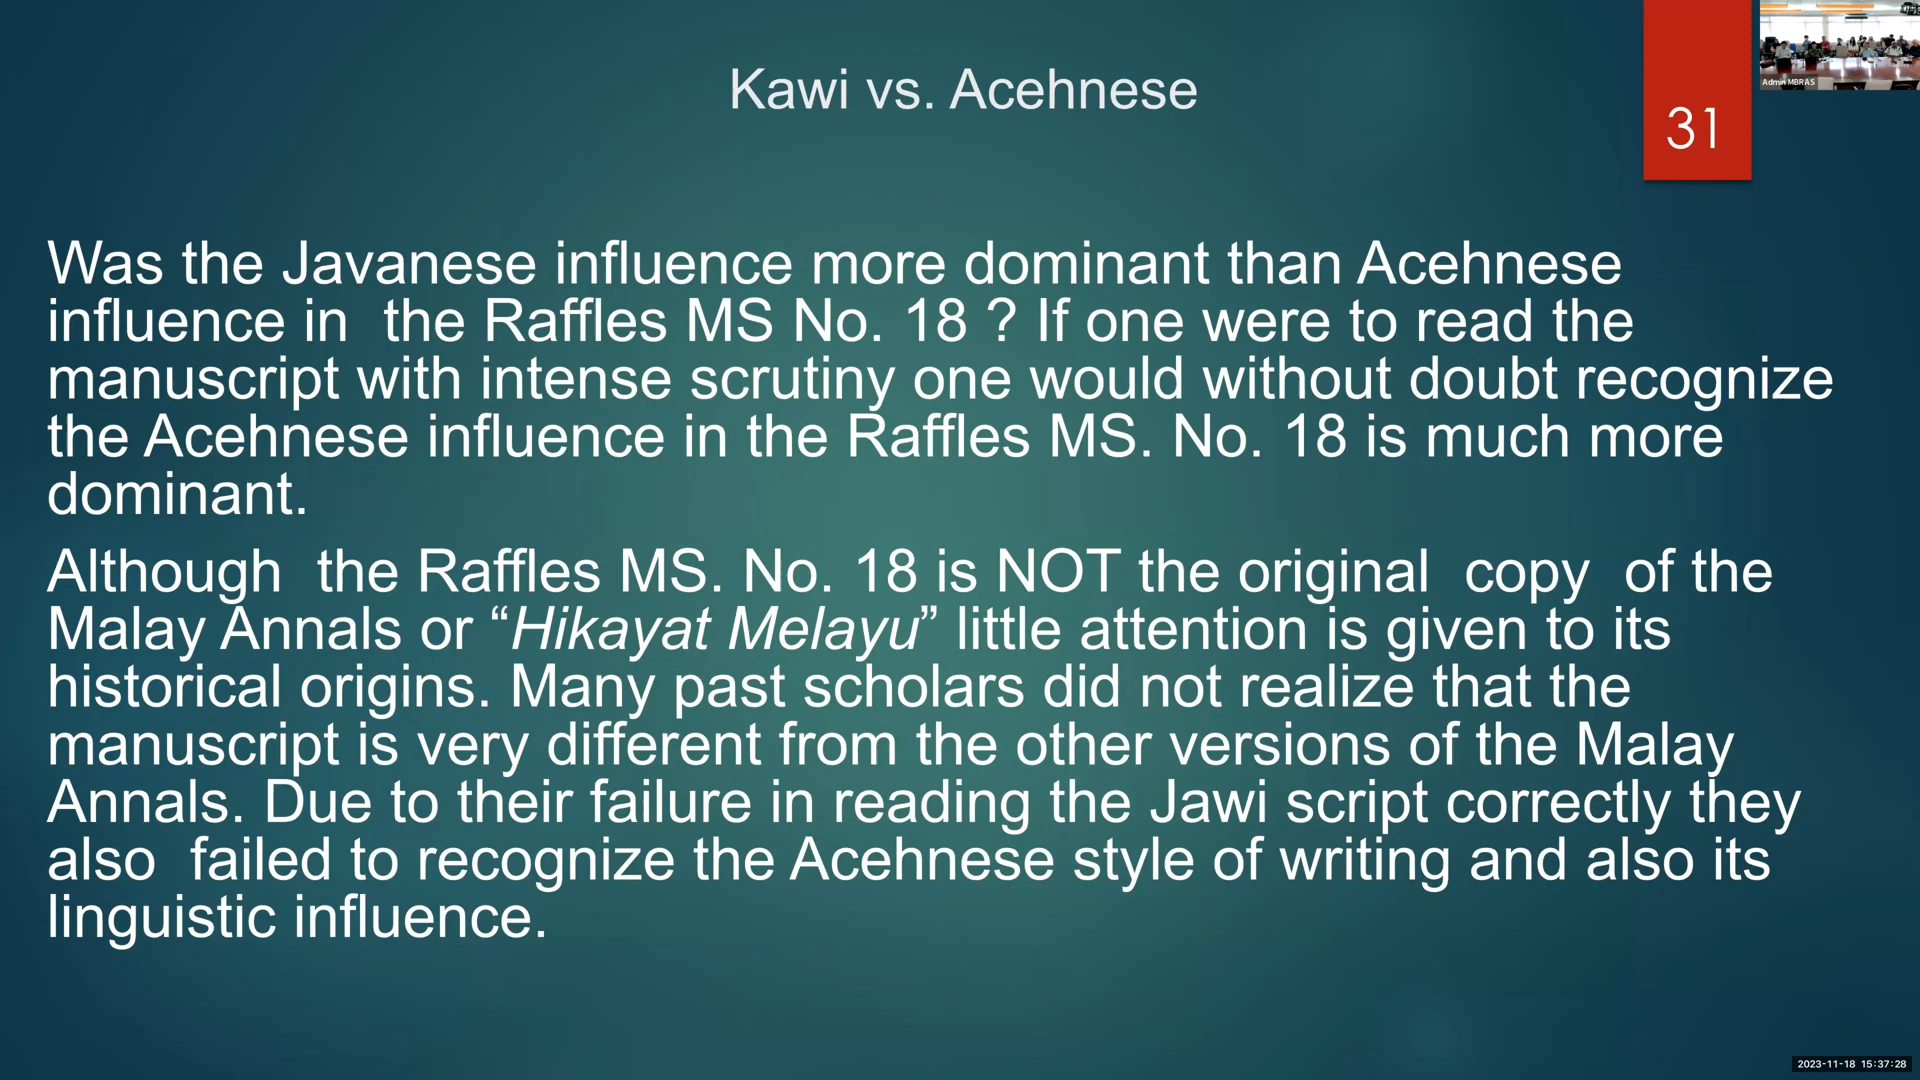 Kawi vs. Acehnese
31
Admin MBRAS
Was the Javanese influence more dominant than Acehnese
influence in  the Raffles MS No. 18 ? If one were to read the
manuscript with intense scrutiny one would without doubt recognize
the Acehnese influence in the Raffles MS. No. 18 is much more
dominant.
Although  the Raffles MS. No. 18 is NOT the original  copy  of the
Malay Annals or “Hikayat Melayu” little attention is given to its
historical origins. Many past scholars did not realize that the
manuscript is very different from the other versions of the Malay
Annals. Due to their failure in reading the Jawi script correctly they
also  failed to recognize the Acehnese style of writing and also its
linguistic influence.
2023-11-18 15:37:28